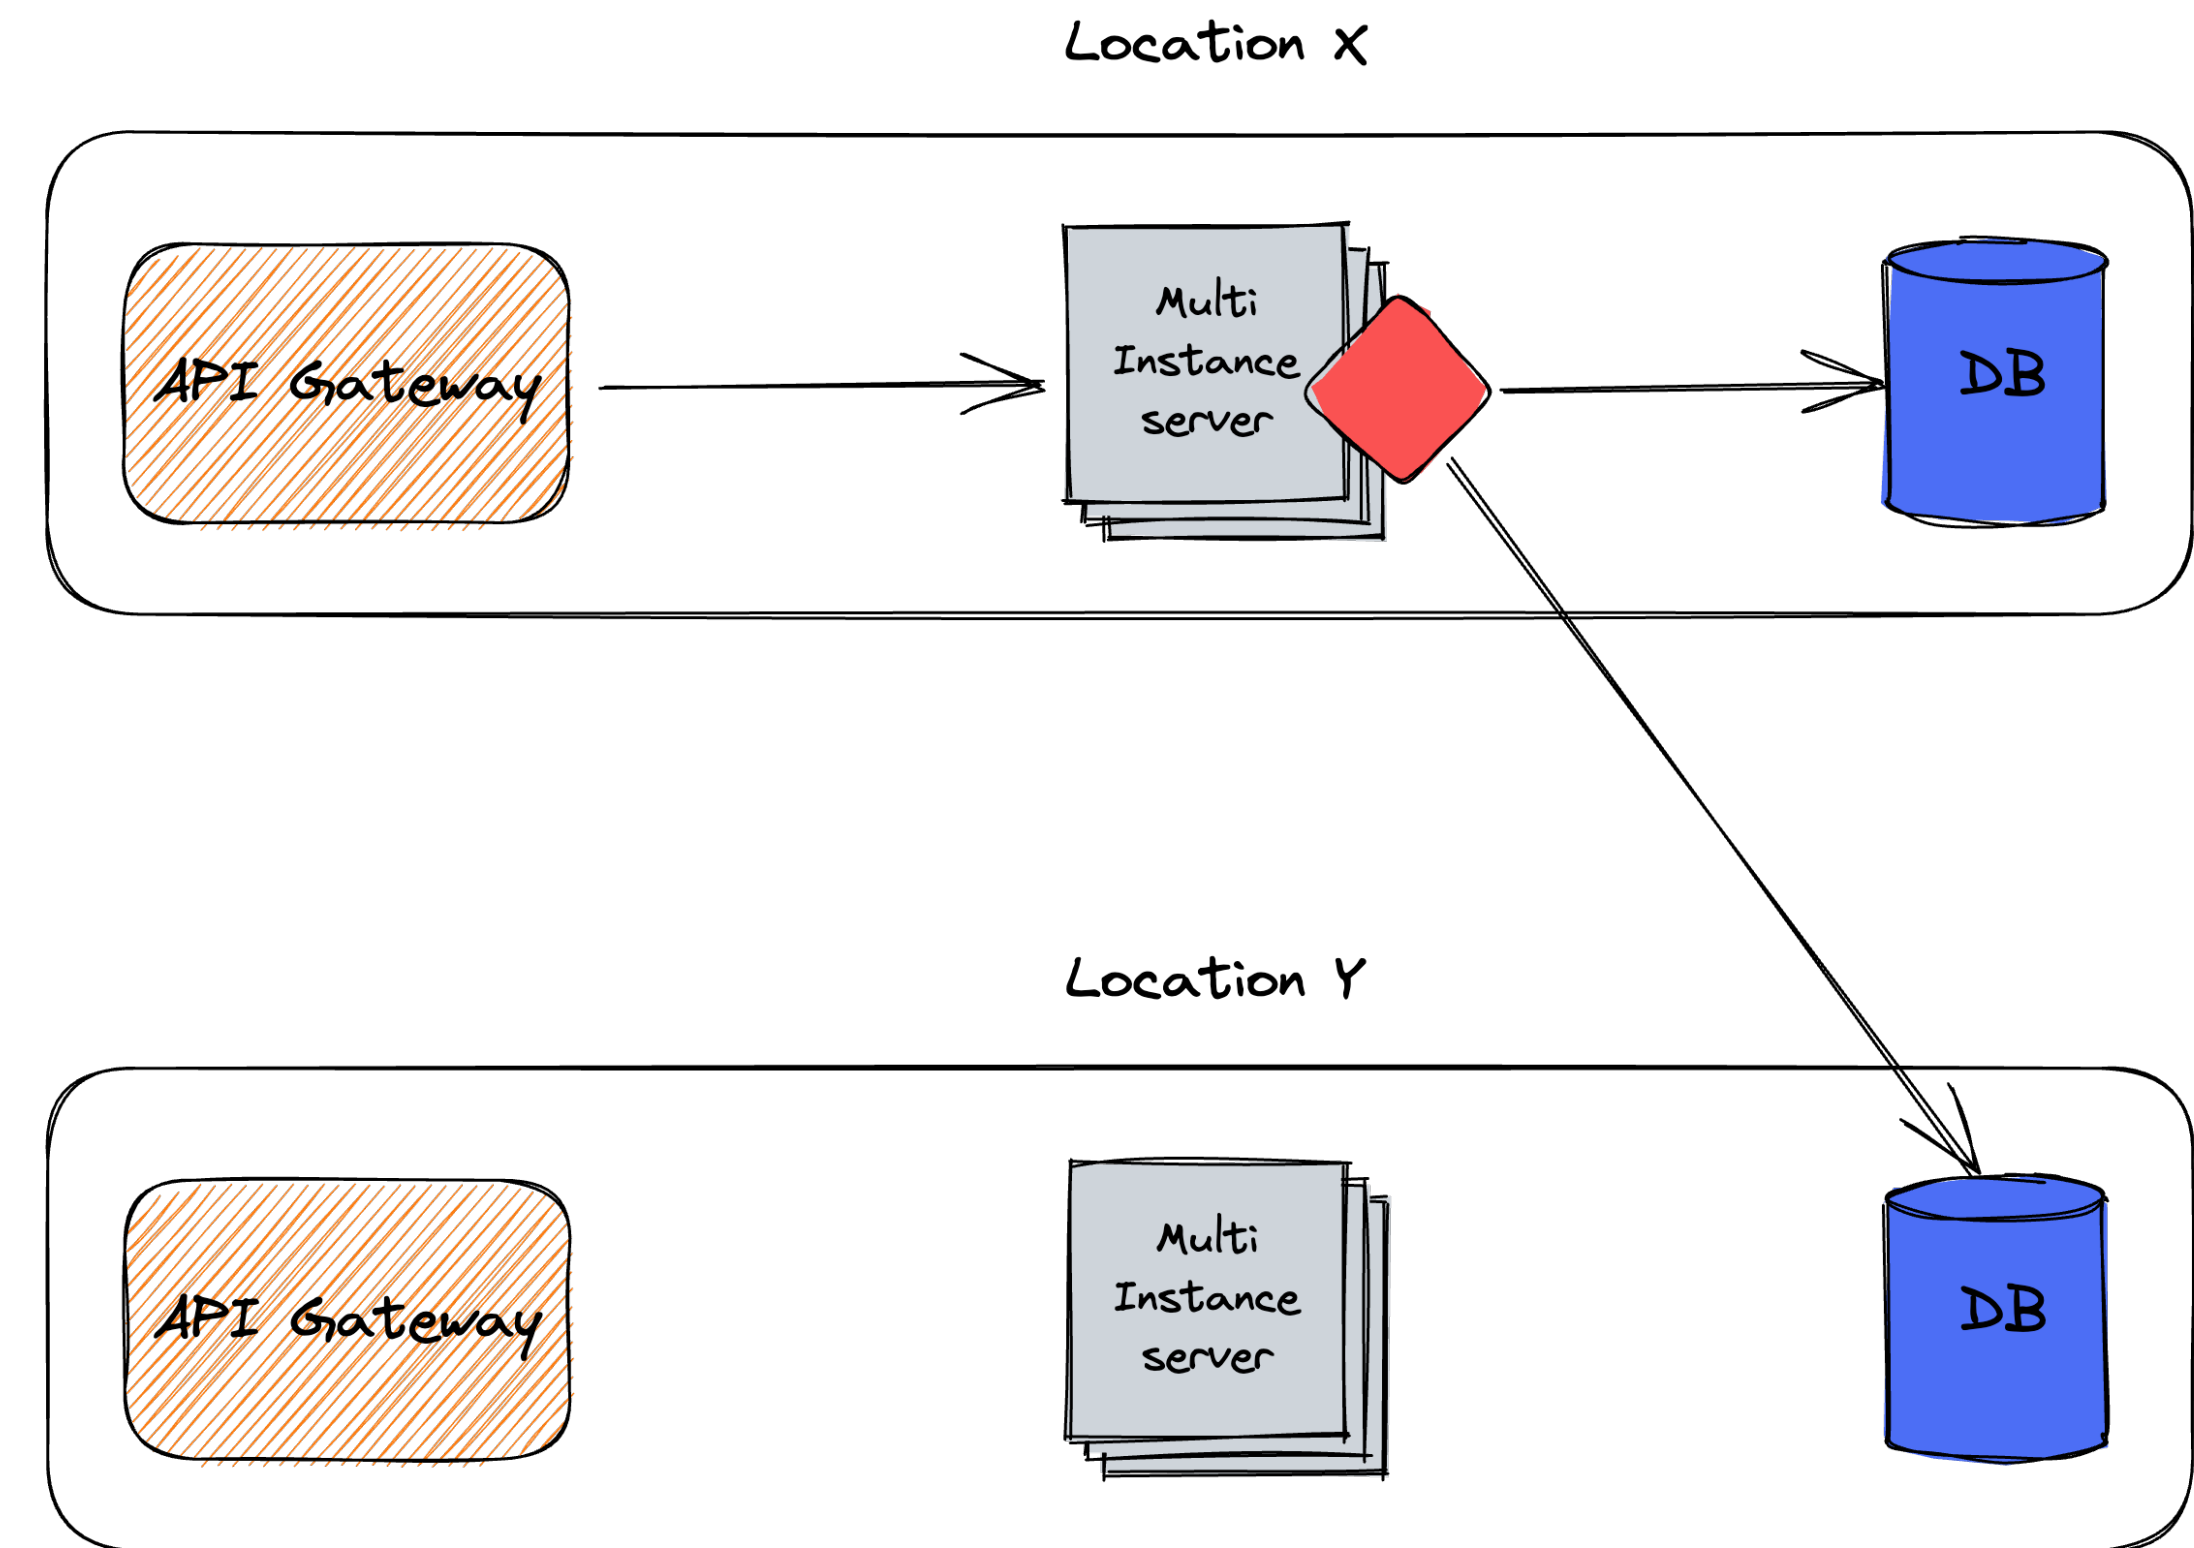 Location X
API Gateway
Multi
Instance
server
DB
Location Y
API Gateway
Multi
Instance
server
DB